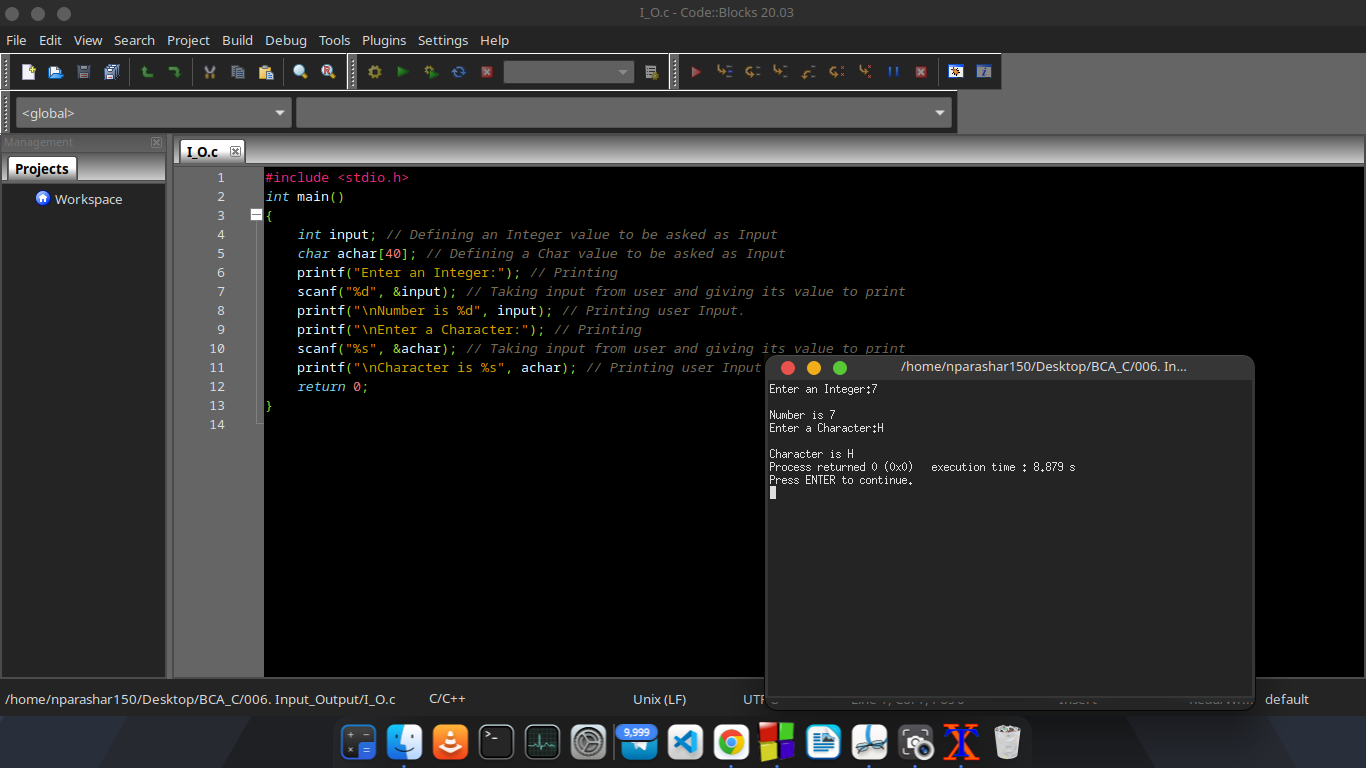 I_O.c - Code::Blocks 20.03
File Edit View Search Project Build Debug Tools Plugins Settings Help
<global>
Management
Projects
Workspace
I_O.c
1 #include <stdio.h>
2 int main()
3 {
4 int input; // Defining an Integer value to be asked as Input
5 char achar[40]; // Defining a Char value to be asked as Input
6 printf("Enter an Integer:"); // Printing
7 scanf("%d", &input); // Taking input from user and giving its value to print
8 printf("\nNumber is %d", input); // Printing user Input.
9 printf("\nEnter a Character:"); // Printing
10 scanf("%s", &achar); // Taking input from user and giving its value to print
11 printf("\nCharacter is %s", achar); // Printing user Input
12 return 0;
13 }
14
/home/nparashar150/Desktop/BCA_C/006. In...
Enter an Integer:7
Number is 7
Enter a Character:H
Character is H
Process returned 0 (0x0) execution time : 8.879 s
Press ENTER to continue.
/home/nparashar150/Desktop/BCA_C/006. Input_Output/I_O.c C/C++ Unix (LF) default
9,999